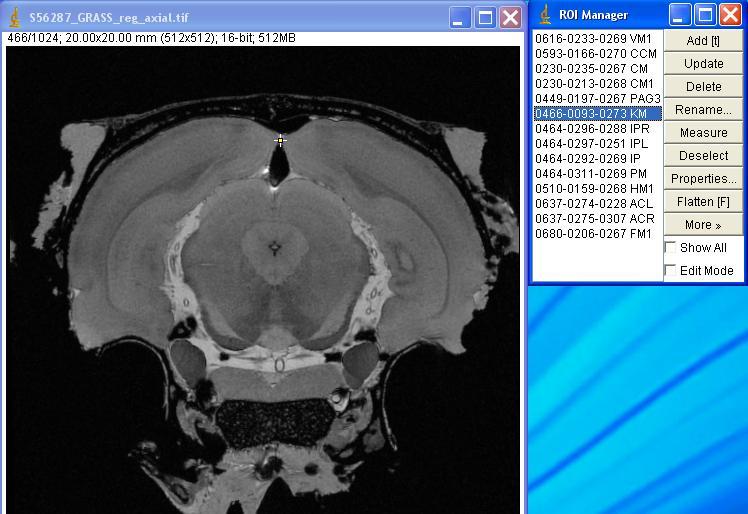 S56287_GRASS_reg_axial.tif
466/1024; 20.00x20.00 mm (512x512); 16-bit; 512MB
ROI Manager
0616-0233-0269 VM1
0593-0166-0270 CCM
0230-0235-0267 CM
0230-0213-0268 CM1
0449-0197-0267 PAG3
0466-0093-0273 KM
0464-0296-0288 IPR
0464-0297-0251 IPL
0464-0292-0269 IP
0464-0311-0269 PM
0510-0159-0268 HM1
0637-0274-0228 ACL
0637-0275-0307 ACR
0680-0206-0267 FM1
Add [t]
Update
Delete
Rename...
Measure
Deselect
Properties...
Flatten [F]
More »
Show All
Edit Mode